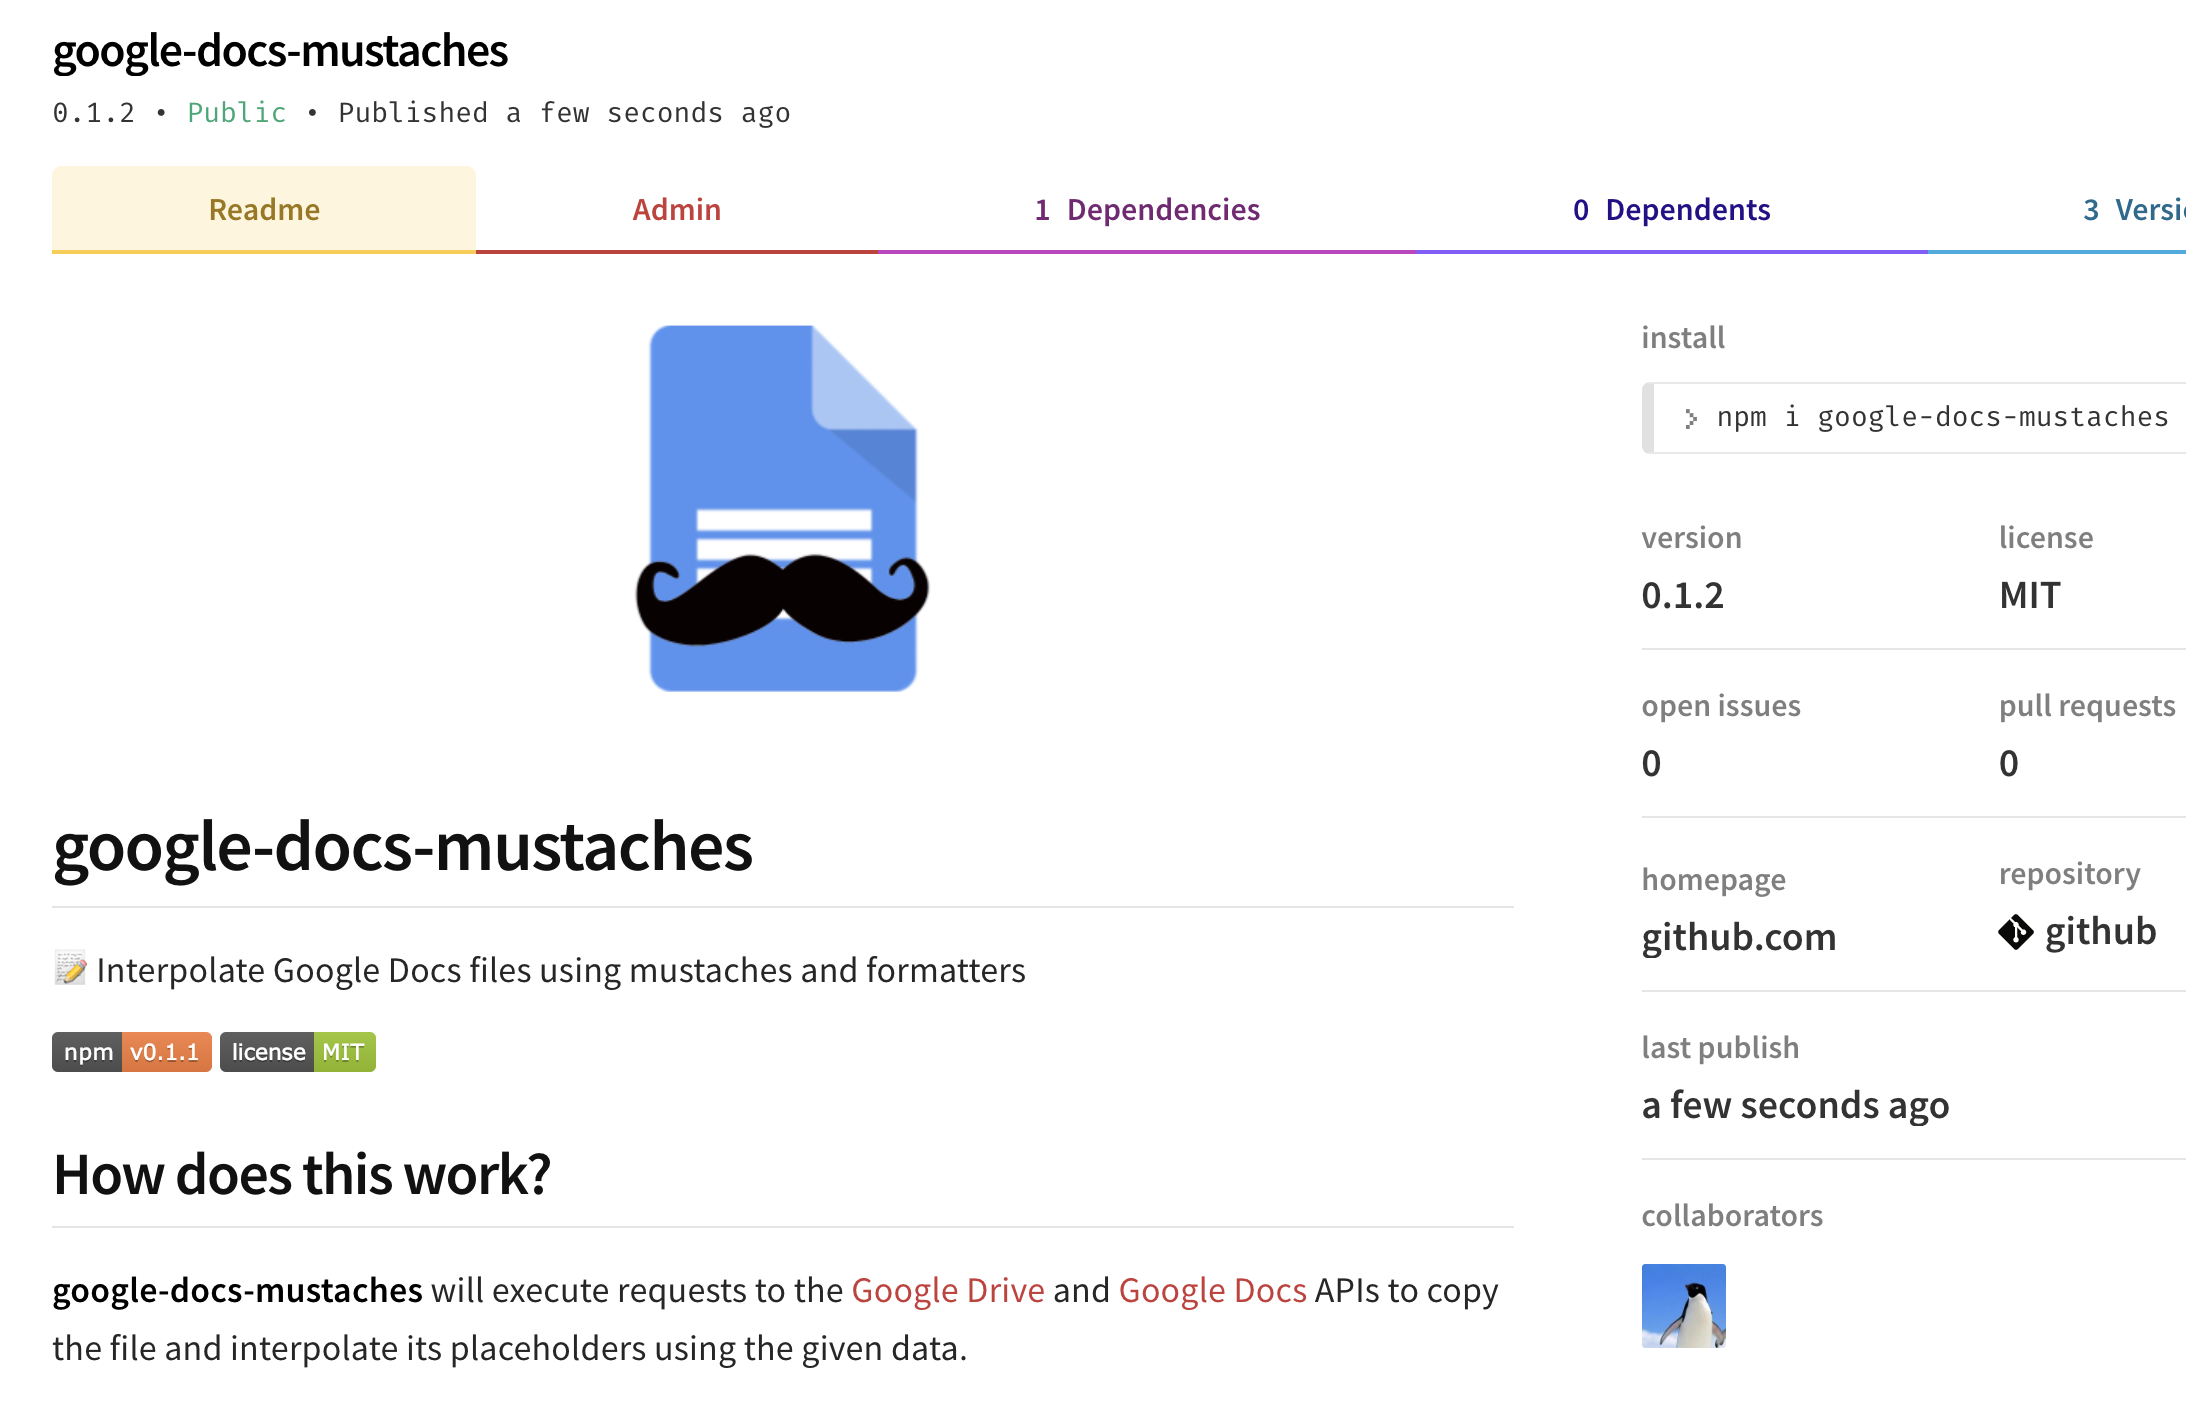 google-docs-mustaches
0.1.2 • Public • Published a few seconds ago
Readme
Admin
1 Dependencies
0 Dependents
3 Versi
google-docs-mustaches
📝 Interpolate Google Docs files using mustaches and formatters
npm v0.1.1 license MIT
How does this work?
google-docs-mustaches will execute requests to the Google Drive and Google Docs APIs to copy
the file and interpolate its placeholders using the given data.
install
npm i google-docs-mustaches
version
0.1.2
license
MIT
open issues
0
pull requests
0
homepage
github.com
repository
github
last publish
a few seconds ago
collaborators